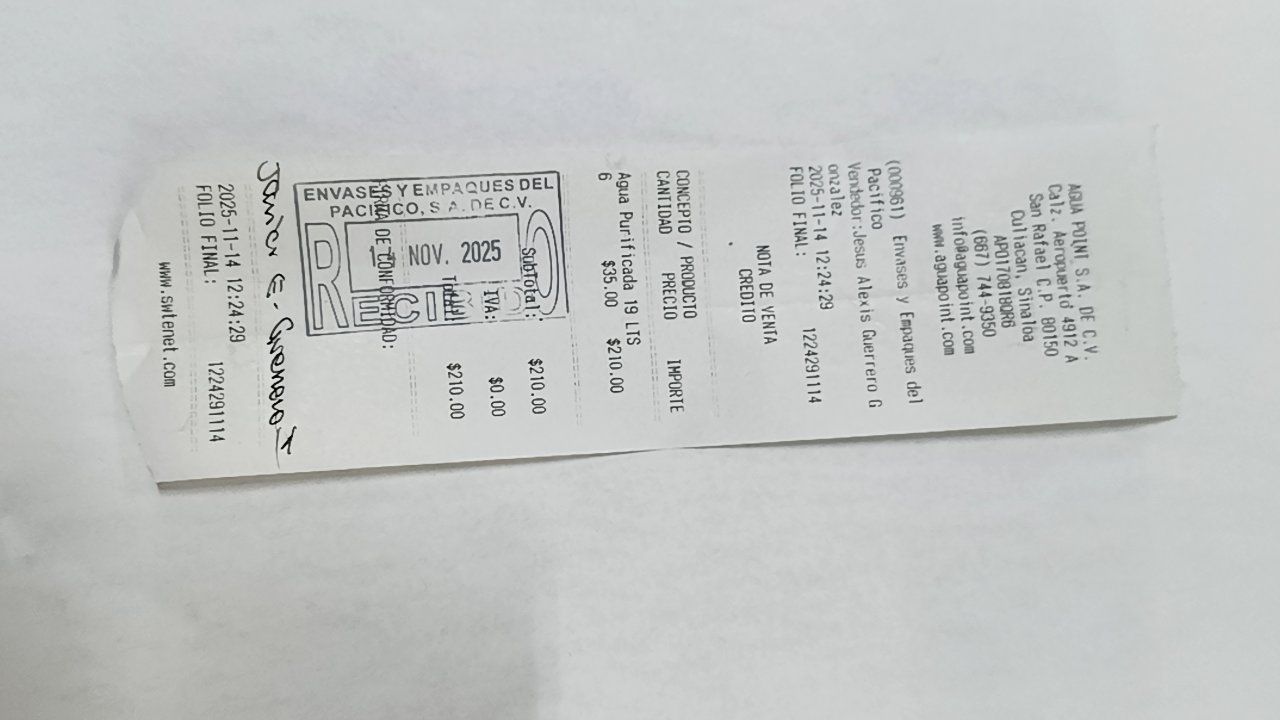 AGUA POINT S.A. DE C.V.
Calz. Aeropuerto 4912 A
San Rafael C.P. 80150
Culiacan, Sinaloa
APO170818QR6
(667) 744-9350
info@aguapoint.com
www.aguapoint.com
(000961) Envases y Empaques del
Pacifico
Vendedor:Jesus Alexis Guerrero G
onzalez
2025-11-14 12:24:29
FOLIO FINAL: 1224291114
NOTA DE VENTA
CREDITO
CONCEPTO / PRODUCTO
CANTIDAD PRECIO IMPORTE
Agua Purificada 19 LTS
6 $35.00 $210.00
SubTotal: $210.00
IVA: $0.00
Total: $210.00
ENVASES Y EMPAQUES DEL
PACIFICO, S.A. DE C.V.
NOV. 2025
RECIBIDO
FIRMA DE CONFORMIDAD:
2025-11-14 12:24:29
FOLIO FINAL: 1224291114
www.swtenet.com